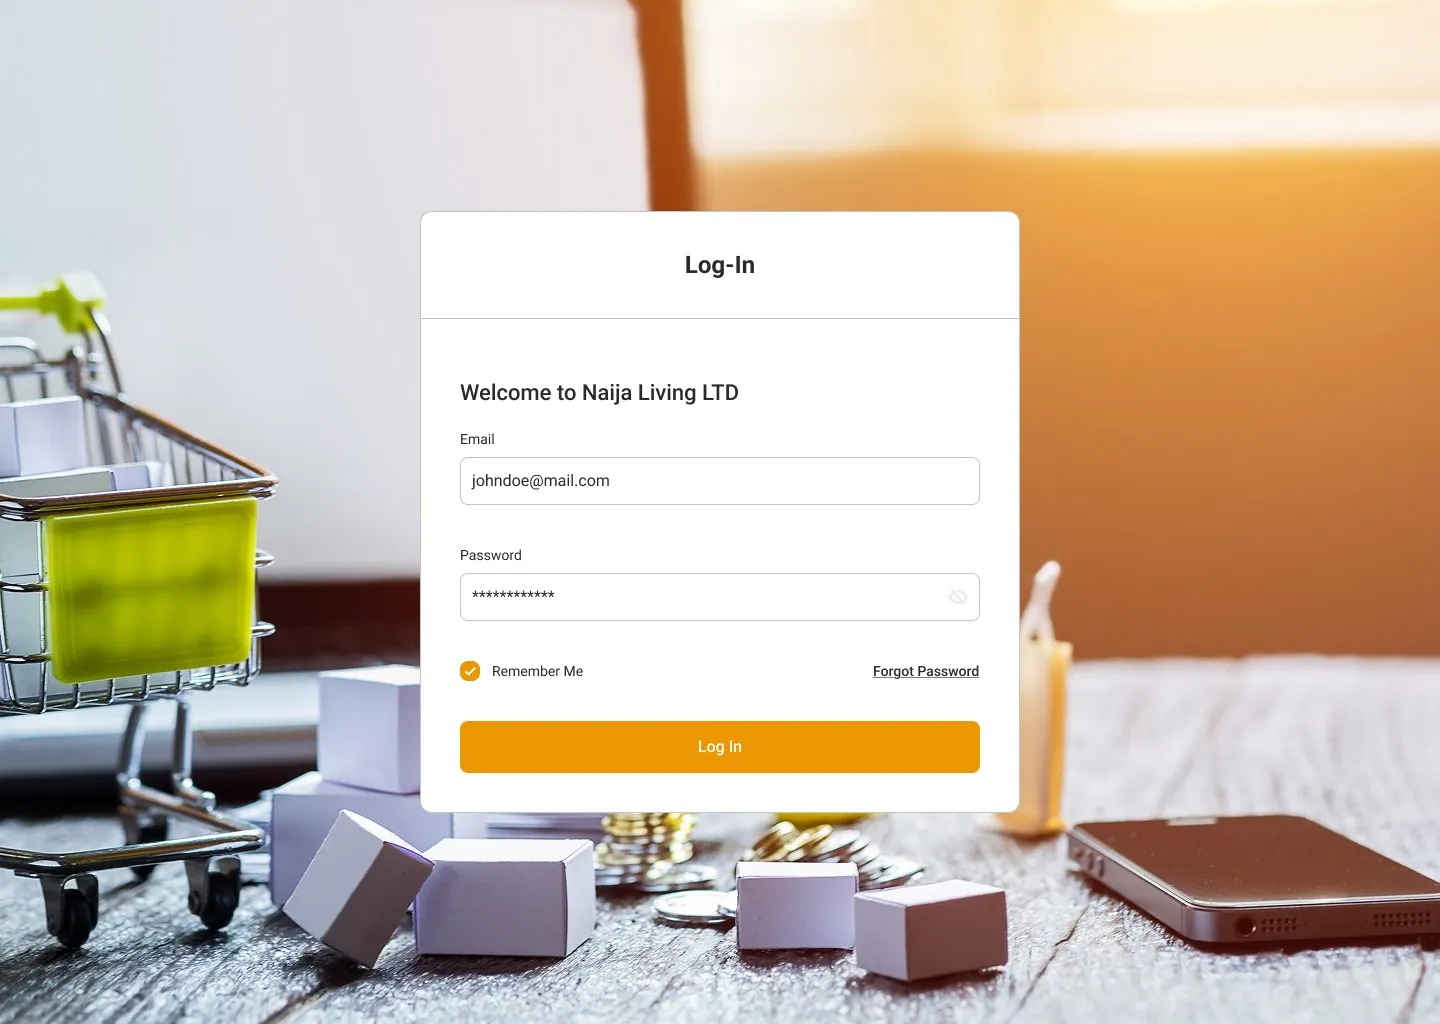 Log-In
Welcome to Naija Living LTD
Email
johndoe@mail.com
Password
************
Remember Me
Forgot Password
Log In